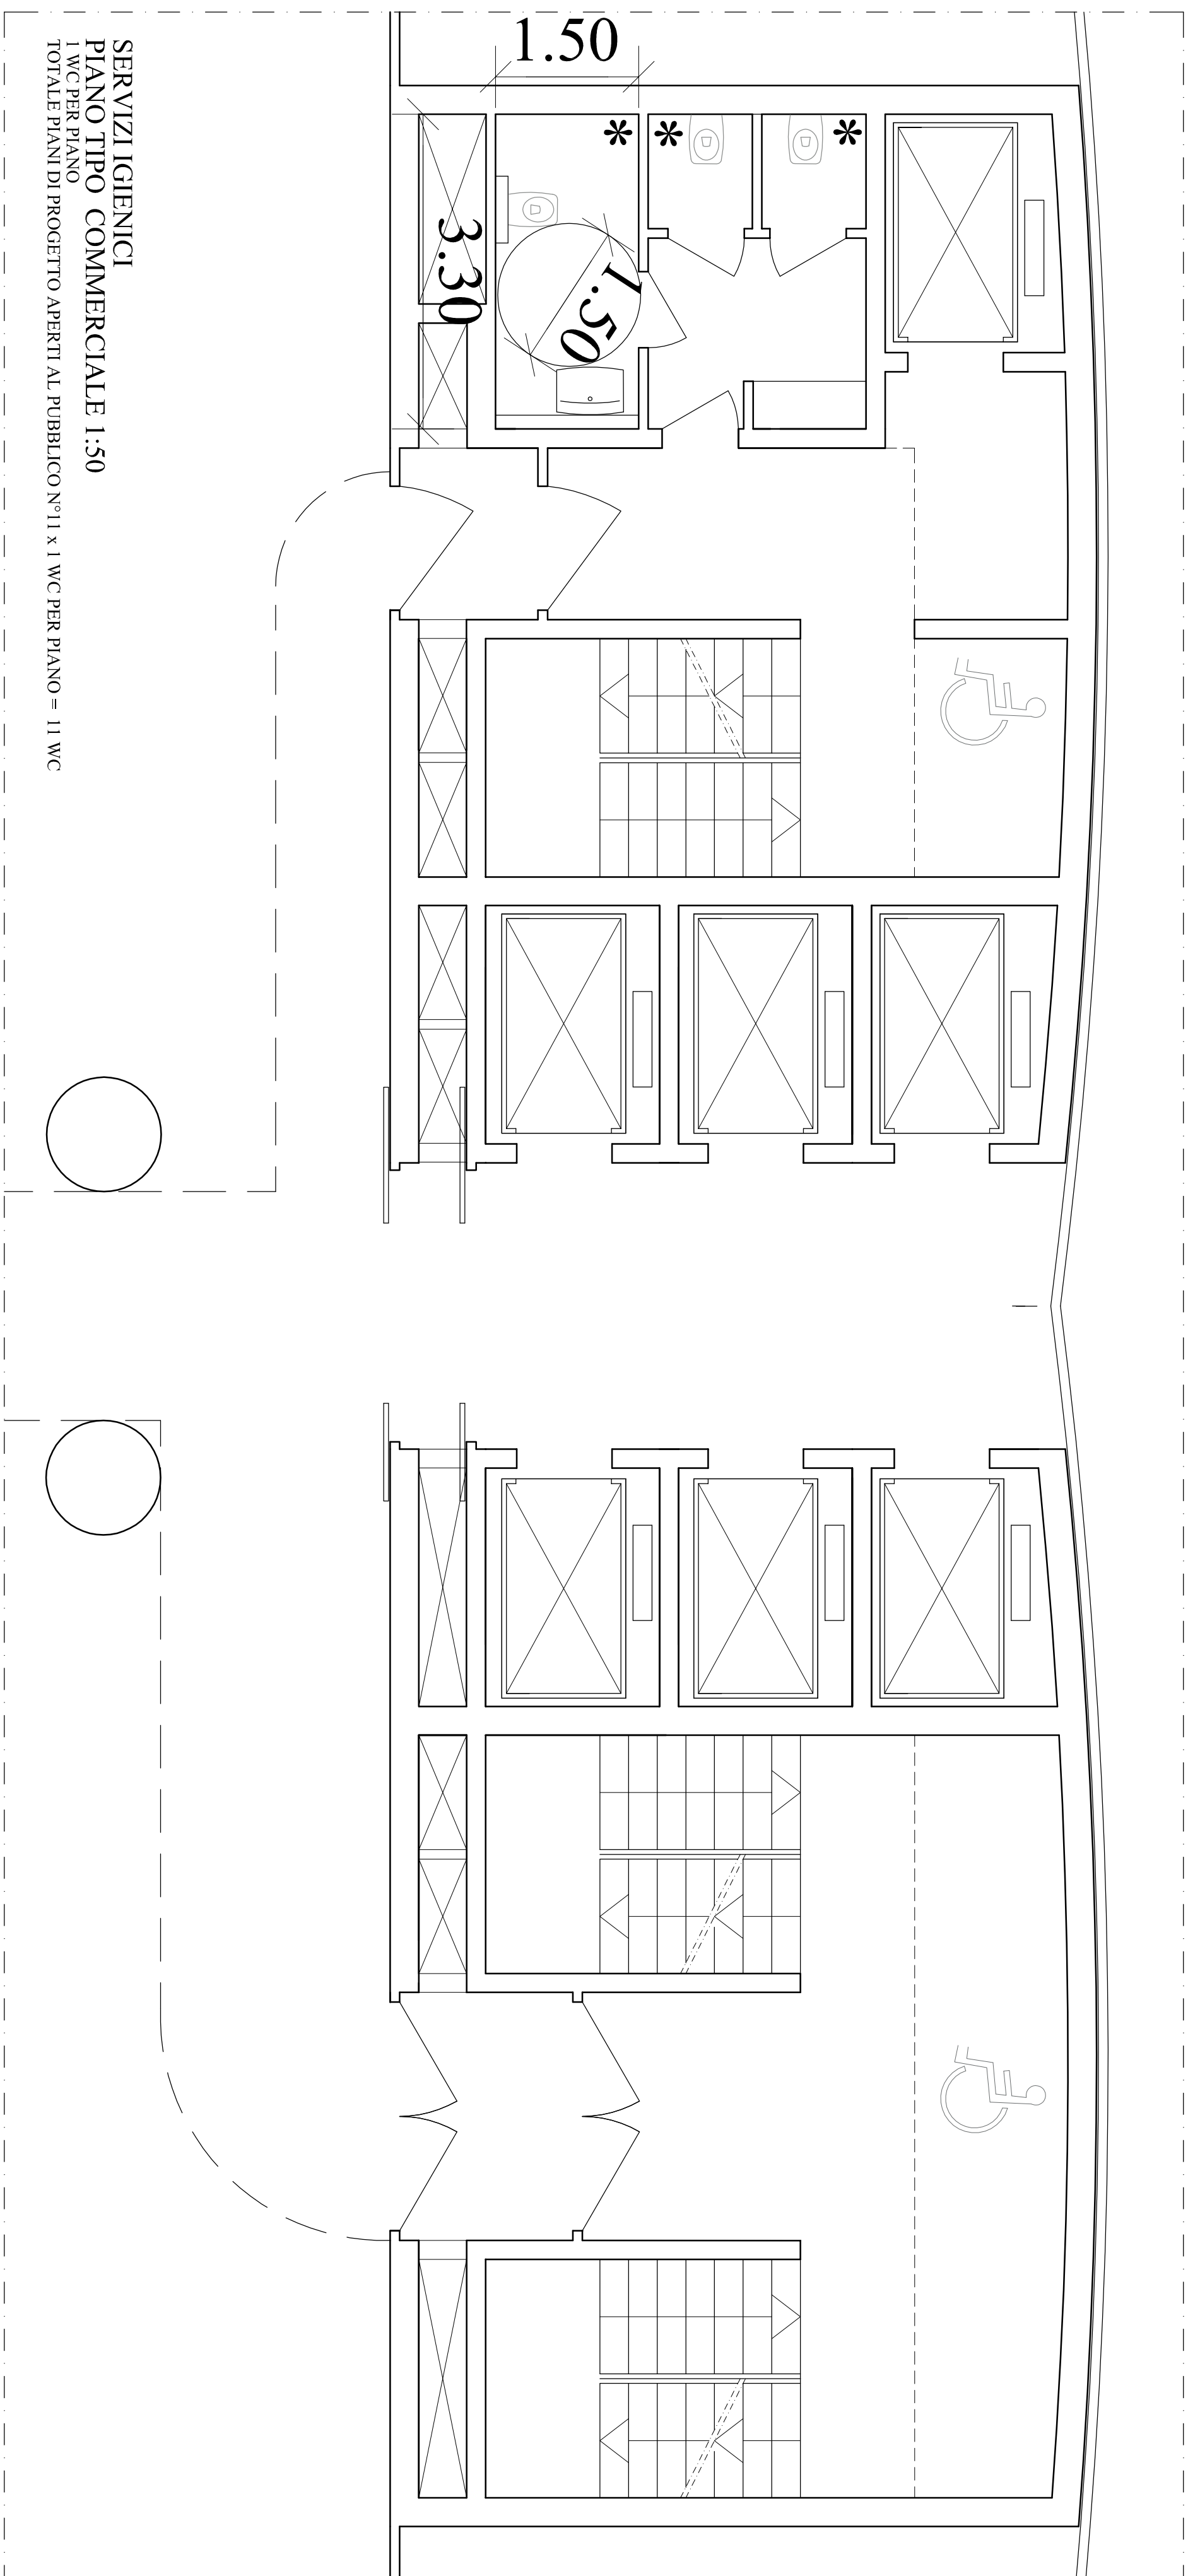 SERVIZI IGIENICI
PIANO TIPO COMMERCIALE 1:50
1 WC PER PIANO
TOTALE PIANI DI PROGETTO APERTI AL PUBBLICO N°11 x 1 WC PER PIANO = 11 WC
1.50
* * *
3.30
1.50